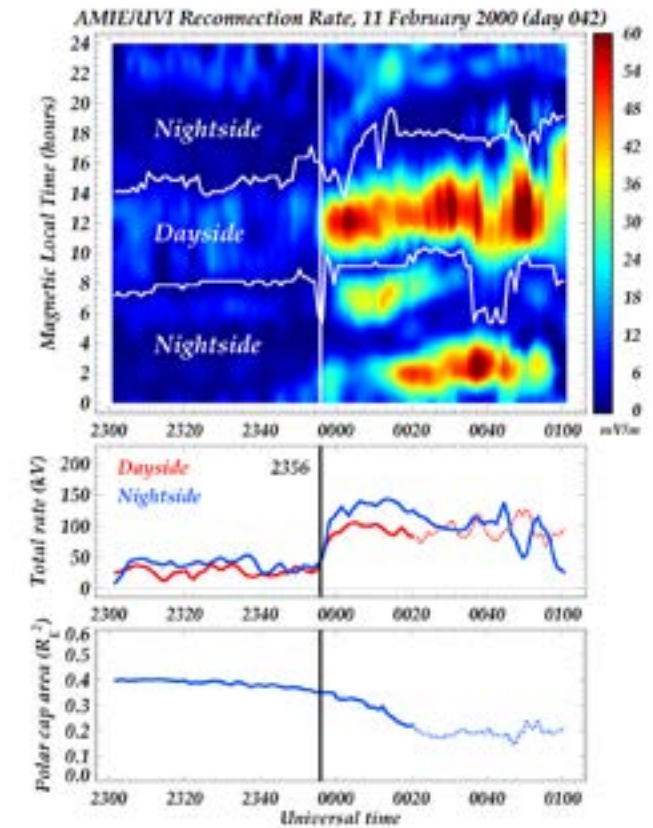 AMIE/UVI Reconnection Rate, 11 February 2000 (day 042)
Magnetic Local Time (hours)
24
22
20
18
16
14
12
10
8
6
4
2
0
Nightside
Dayside
Nightside
60
54
48
42
36
30
24
18
12
6
0
mV/m
2300 2320 2340 0000 0020 0040 0100
Total rate (kV)
200
150
100
50
0
Dayside
Nightside
2356
2300 2320 2340 0000 0020 0040 0100
Polar cap area (R_E^2)
0.6
0.5
0.4
0.3
0.2
0.1
0.0
2300 2320 2340 0000 0020 0040 0100
Universal time